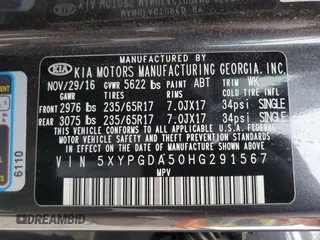 MANUFACTURED BY
KIA KIA MOTORS MANUFACTURING GEORGIA, INC.
NOV/29/16 GVWR 5622 lbs PAINT ABT TRIM WK
GAWR TIRES RIMS COLD TIRE INFL
FRONT 2976 lbs 235/65R17 7.0JX17 34psi SINGLE
REAR 3075 lbs 235/65R17 7.0JX17 34psi SINGLE
THIS VEHICLE CONFORMS TO ALL APPLICABLE
U.S. FEDERAL MOTOR VEHICLE SAFETY STANDARDS
IN EFFECT ON THE DATE OF MANUFACTURE SHOWN ABOVE.
VIN 5XYPGDA50HG291567
MPV
6110
DREAMBID